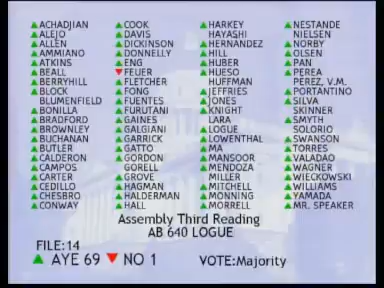 ACHADJIAN COOK HARKEY NESTANDE
ALEJO DAVIS HAYASHI NIELSEN
ALLEN DICKINSON HERNANDEZ NORBY
AMMIANO DONNELLY HILL OLSEN
ATKINS ENG HUBER PAN
BEALL FEUER HUESO PEREA
BERRYHILL FLETCHER HUFFMAN PEREZ, V.M.
BLOCK FONG JEFFRIES PORTANTINO
BLUMENFIELD FUENTES JONES SILVA
BONILLA FURUTANI KNIGHT SKINNER
BRADFORD GAINES LARA SMYTH
BROWNLEY GALGIANI LOGUE SOLORIO
BUCHANAN GARRICK LOWENTHAL SWANSON
BUTLER GATTO MA TORRES
CALDERON GORDON MANSOOR VALADAO
CAMPOS GORELL MENDOZA WAGNER
CARTER GROVE MILLER WIECKOWSKI
CEDILLO HAGMAN MITCHELL WILLIAMS
CHESBRO HALDERMAN MONNING YAMADA
CONWAY HALL MORRELL MR. SPEAKER
Assembly Third Reading
AB 640 LOGUE
FILE:14
AYE 69 NO 1 VOTE:Majority